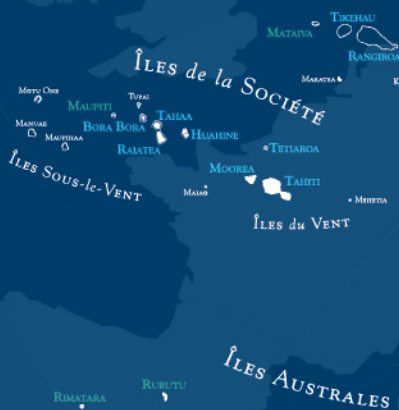 TIKEHAU
MATAIVA
RANGIROA
ÎLES de la SOCIÉTÉ
MAKATEA
MOTU ONE
TUPAI
MAUPITI
TAHAA
MANUAE
BORA BORA
HUAHINE
MAUPIHAA
RAIATEA
TETIAROA
ÎLES SOUS-le-VENT
MOOREA
TAHITI
MAIAO
MEHETIA
ÎLES du VENT
ÎLES AUSTRALES
RURUTU
RIMATARA